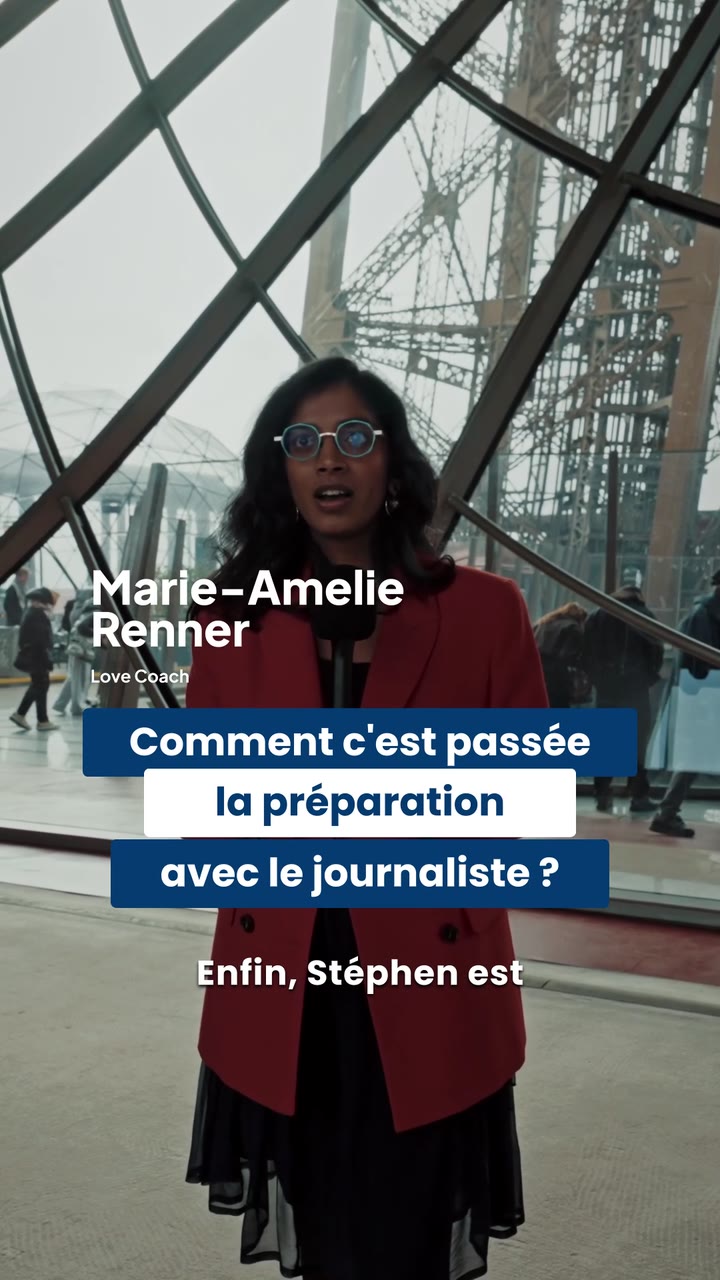 Marie-Amelie
Renner
Love Coach
Comment c'est passée
la préparation
avec le journaliste ?
Enfin, Stéphen est